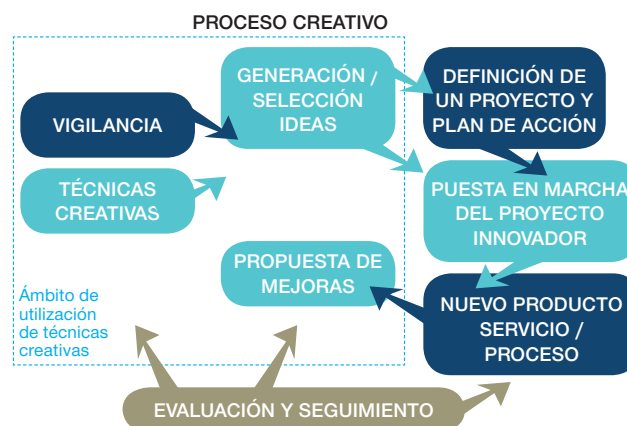 PROCESO CREATIVO
GENERACIÓN /
SELECCIÓN
IDEAS
DEFINICIÓN DE
UN PROYECTO Y
PLAN DE ACCIÓN
VIGILANCIA
TÉCNICAS
CREATIVAS
PUESTA EN MARCHA
DEL PROYECTO
INNOVADOR
PROPUESTA DE
MEJORAS
NUEVO PRODUCTO
SERVICIO /
PROCESO
Ámbito de
utilización
de técnicas
creativas
EVALUACIÓN Y SEGUIMIENTO